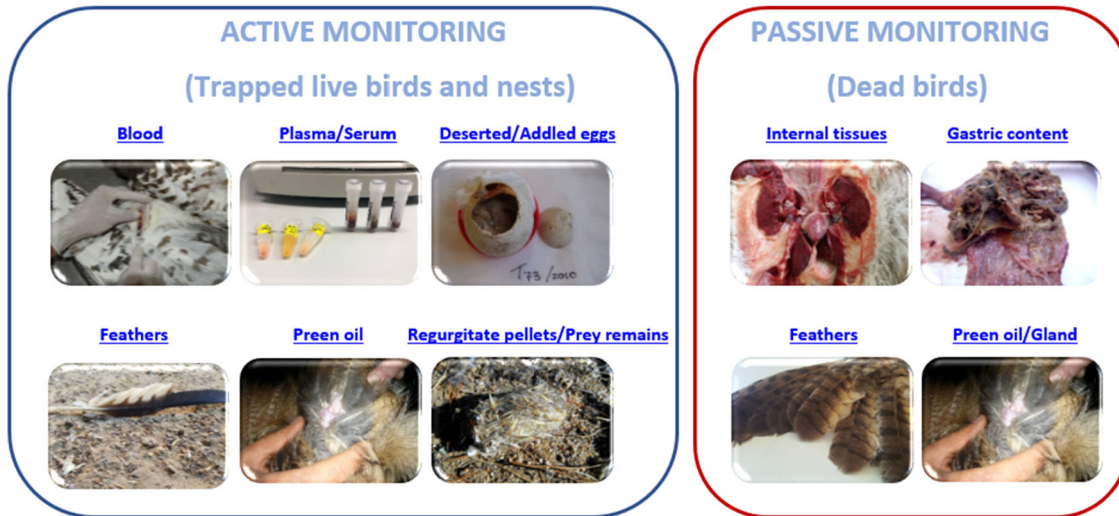 ACTIVE MONITORING
(Trapped live birds and nests)
Blood
Plasma/Serum
Deserted/Addled eggs
T73/2010
Feathers
Preen oil
Regurgitate pellets/Prey remains
PASSIVE MONITORING
(Dead birds)
Internal tissues
Gastric content
Feathers
Preen oil/Gland